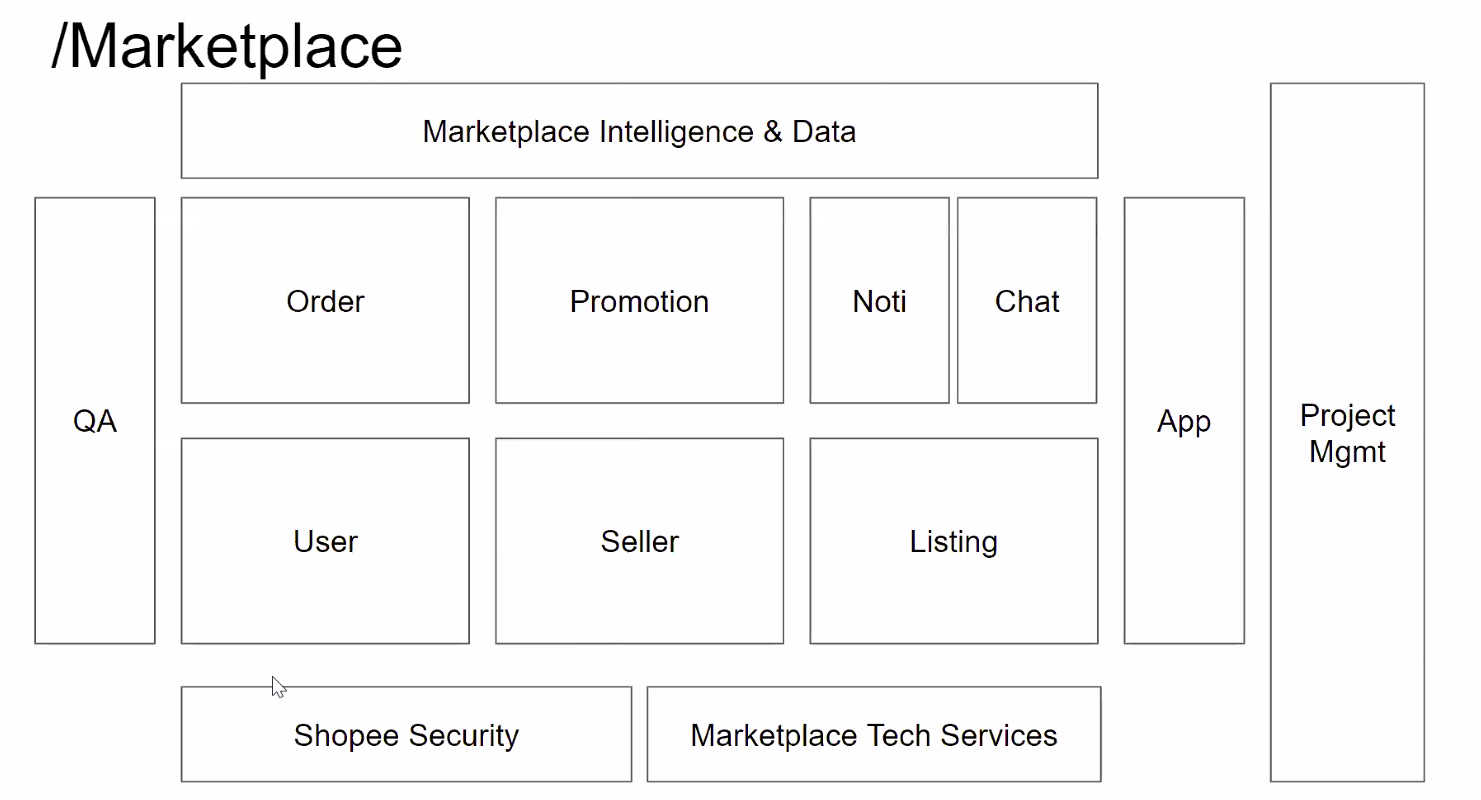 /Marketplace
Marketplace Intelligence & Data
Order
Promotion
Noti
Chat
QA
App
Project
Mgmt
User
Seller
Listing
Shopee Security
Marketplace Tech Services